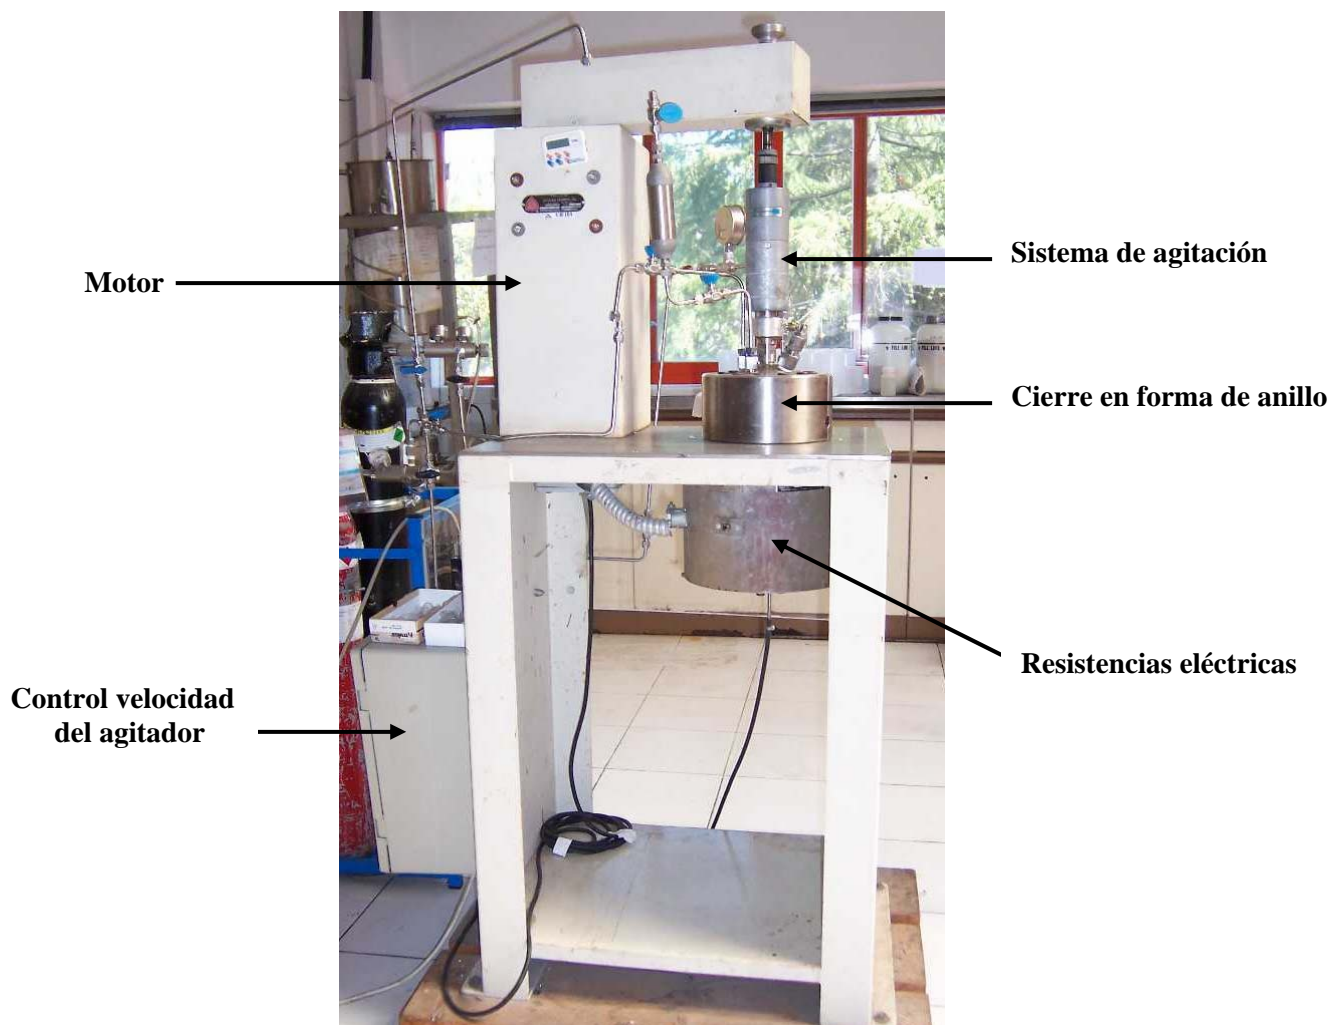 Sistema de agitación
Motor
Cierre en forma de anillo
Resistencias eléctricas
Control velocidad
del agitador